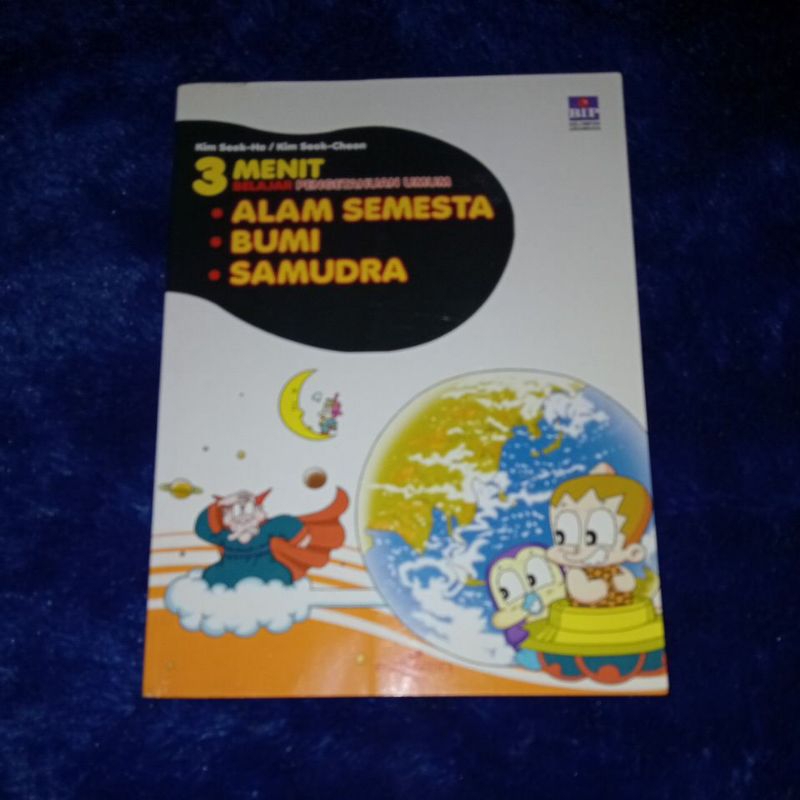 Kim Seok-Ho / Kim Seok-Cheon
3 MENIT
BELAJAR PENGETAHUAN UMUM
• ALAM SEMESTA
• BUMI
• SAMUDRA
BIP